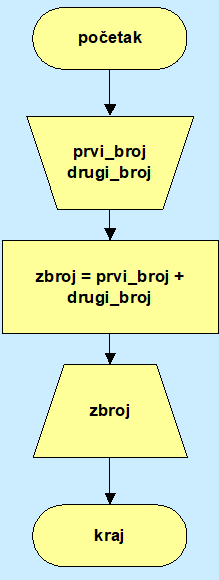 početak
prvi_broj
drugi_broj
zbroj = prvi_broj +
drugi_broj
zbroj
kraj